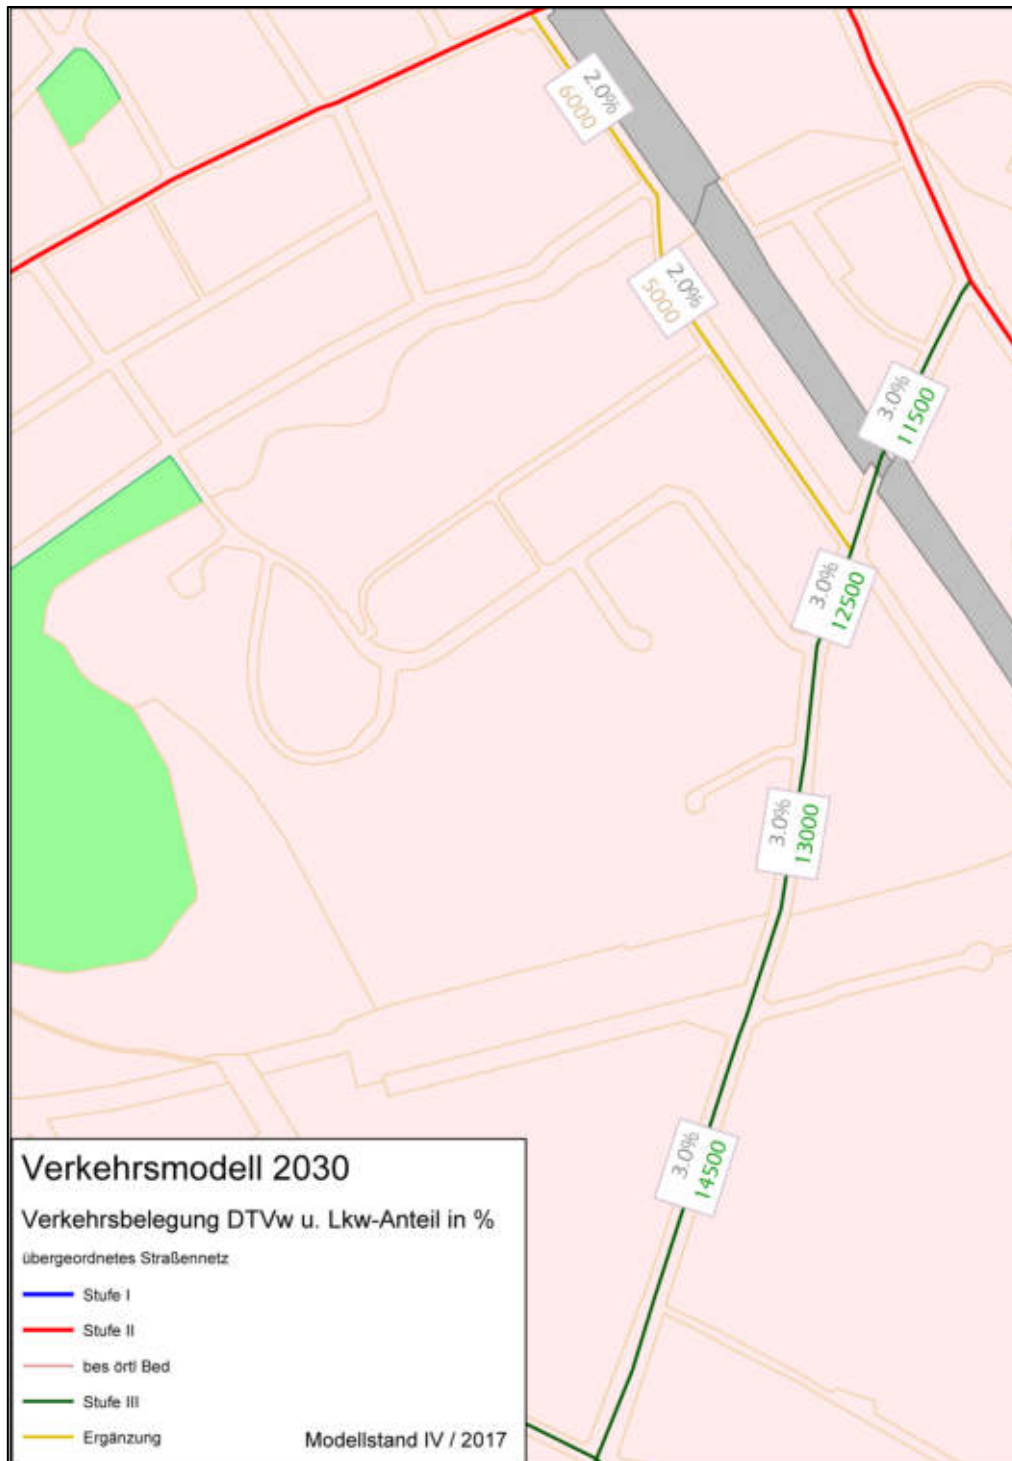 2.0%
6000
2.0%
5000
3.0%
11500
3.0%
12500
3.0%
13000
3.0%
14500
Verkehrsmodell 2030
Verkehrsbelegung DTVw u. Lkw-Anteil in %
übergeordnetes Straßennetz
Stufe I
Stufe II
bes örtl Bed
Stufe III
Ergänzung
Modellstand IV / 2017